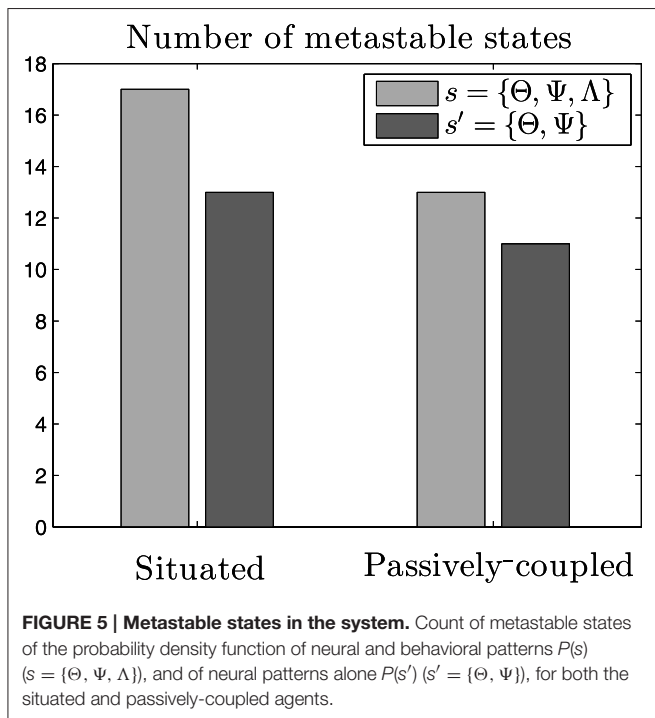 Number of metastable states
18
16
14
12
10
8
6
4
2
0
s = {Θ, Ψ, Λ}
s′ = {Θ, Ψ}
Situated
Passively-coupled
FIGURE 5 | Metastable states in the system. Count of metastable states
of the probability density function of neural and behavioral patterns P(s)
(s = {Θ, Ψ, Λ}), and of neural patterns alone P(s′) (s′ = {Θ, Ψ}), for both the
situated and passively-coupled agents.